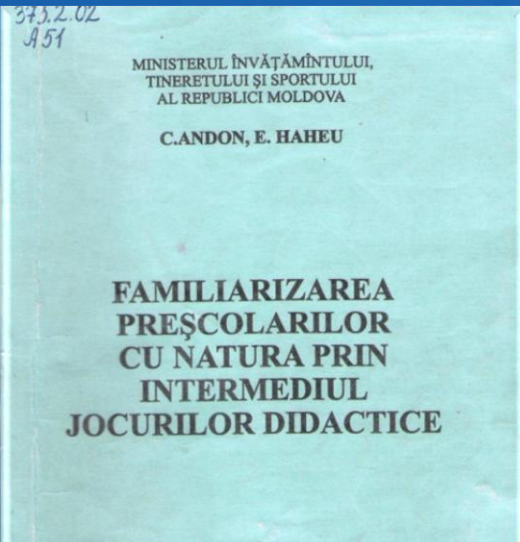 373.2.02
A51
MINISTERUL ÎNVĂŢĂMÎNTULUI,
TINERETULUI ŞI SPORTULUI
AL REPUBLICI MOLDOVA
C.ANDON, E. HAHEU
FAMILIARIZAREA
PREŞCOLARILOR
CU NATURA PRIN
INTERMEDIUL
JOCURILOR DIDACTICE